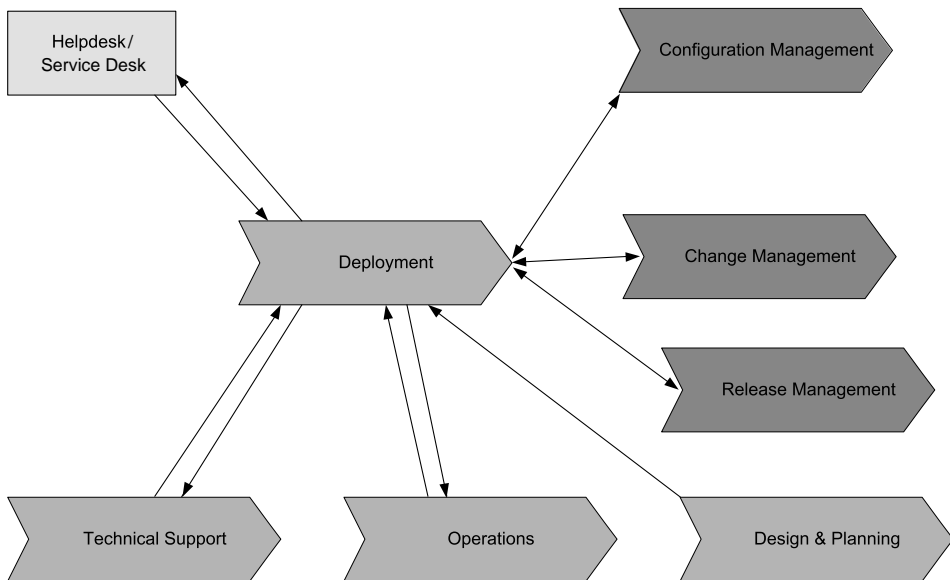 Helpdesk/
Service Desk
Configuration Management
Deployment
Change Management
Release Management
Technical Support
Operations
Design & Planning